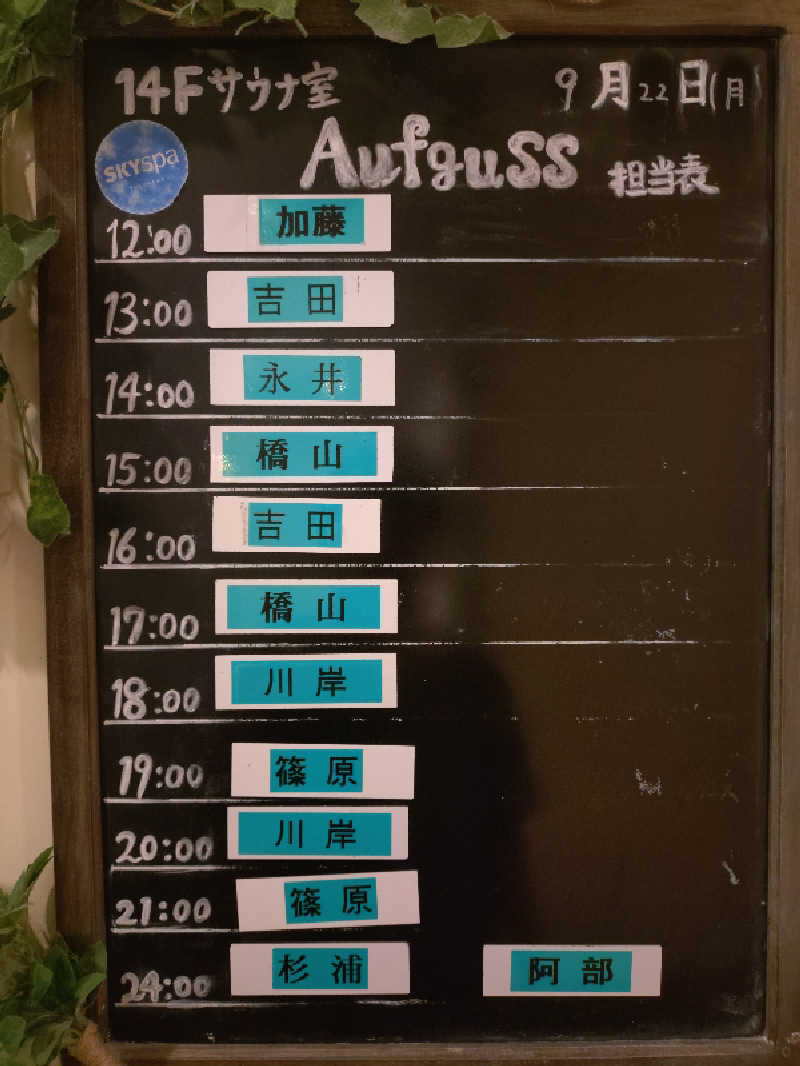 14Fサウナ室 9月22日(月
SKYSpa
Aufguss 担当表
12:00 加藤
13:00 吉田
14:00 永井
15:00 橋山
16:00 吉田
17:00 橋山
18:00 川岸
19:00 篠原
20:00 川岸
21:00 篠原
24:00 杉浦 阿部